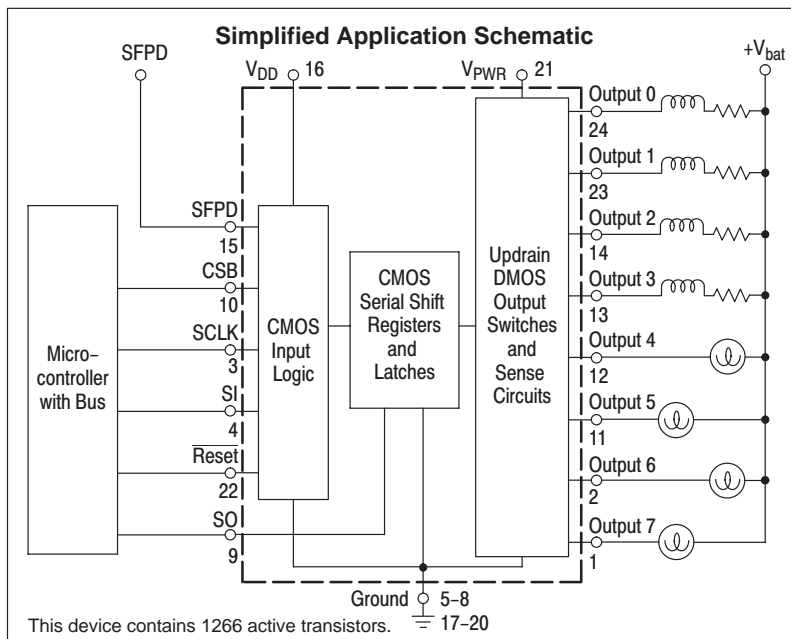 Simplified Application Schematic
SFPD
V_DD
16
V_PWR
21
+V_bat
Output 0
24
Output 1
23
Output 2
14
Output 3
13
Output 4
12
Output 5
11
Output 6
2
Output 7
1
SFPD
15
CSB
10
SCLK
3
SI
4
Reset
22
SO
9
Micro–
controller
with Bus
CMOS
Input
Logic
CMOS
Serial Shift
Registers
and
Latches
Updrain
DMOS
Output
Switches
and
Sense
Circuits
Ground
5–8
17–20
This device contains 1266 active transistors.